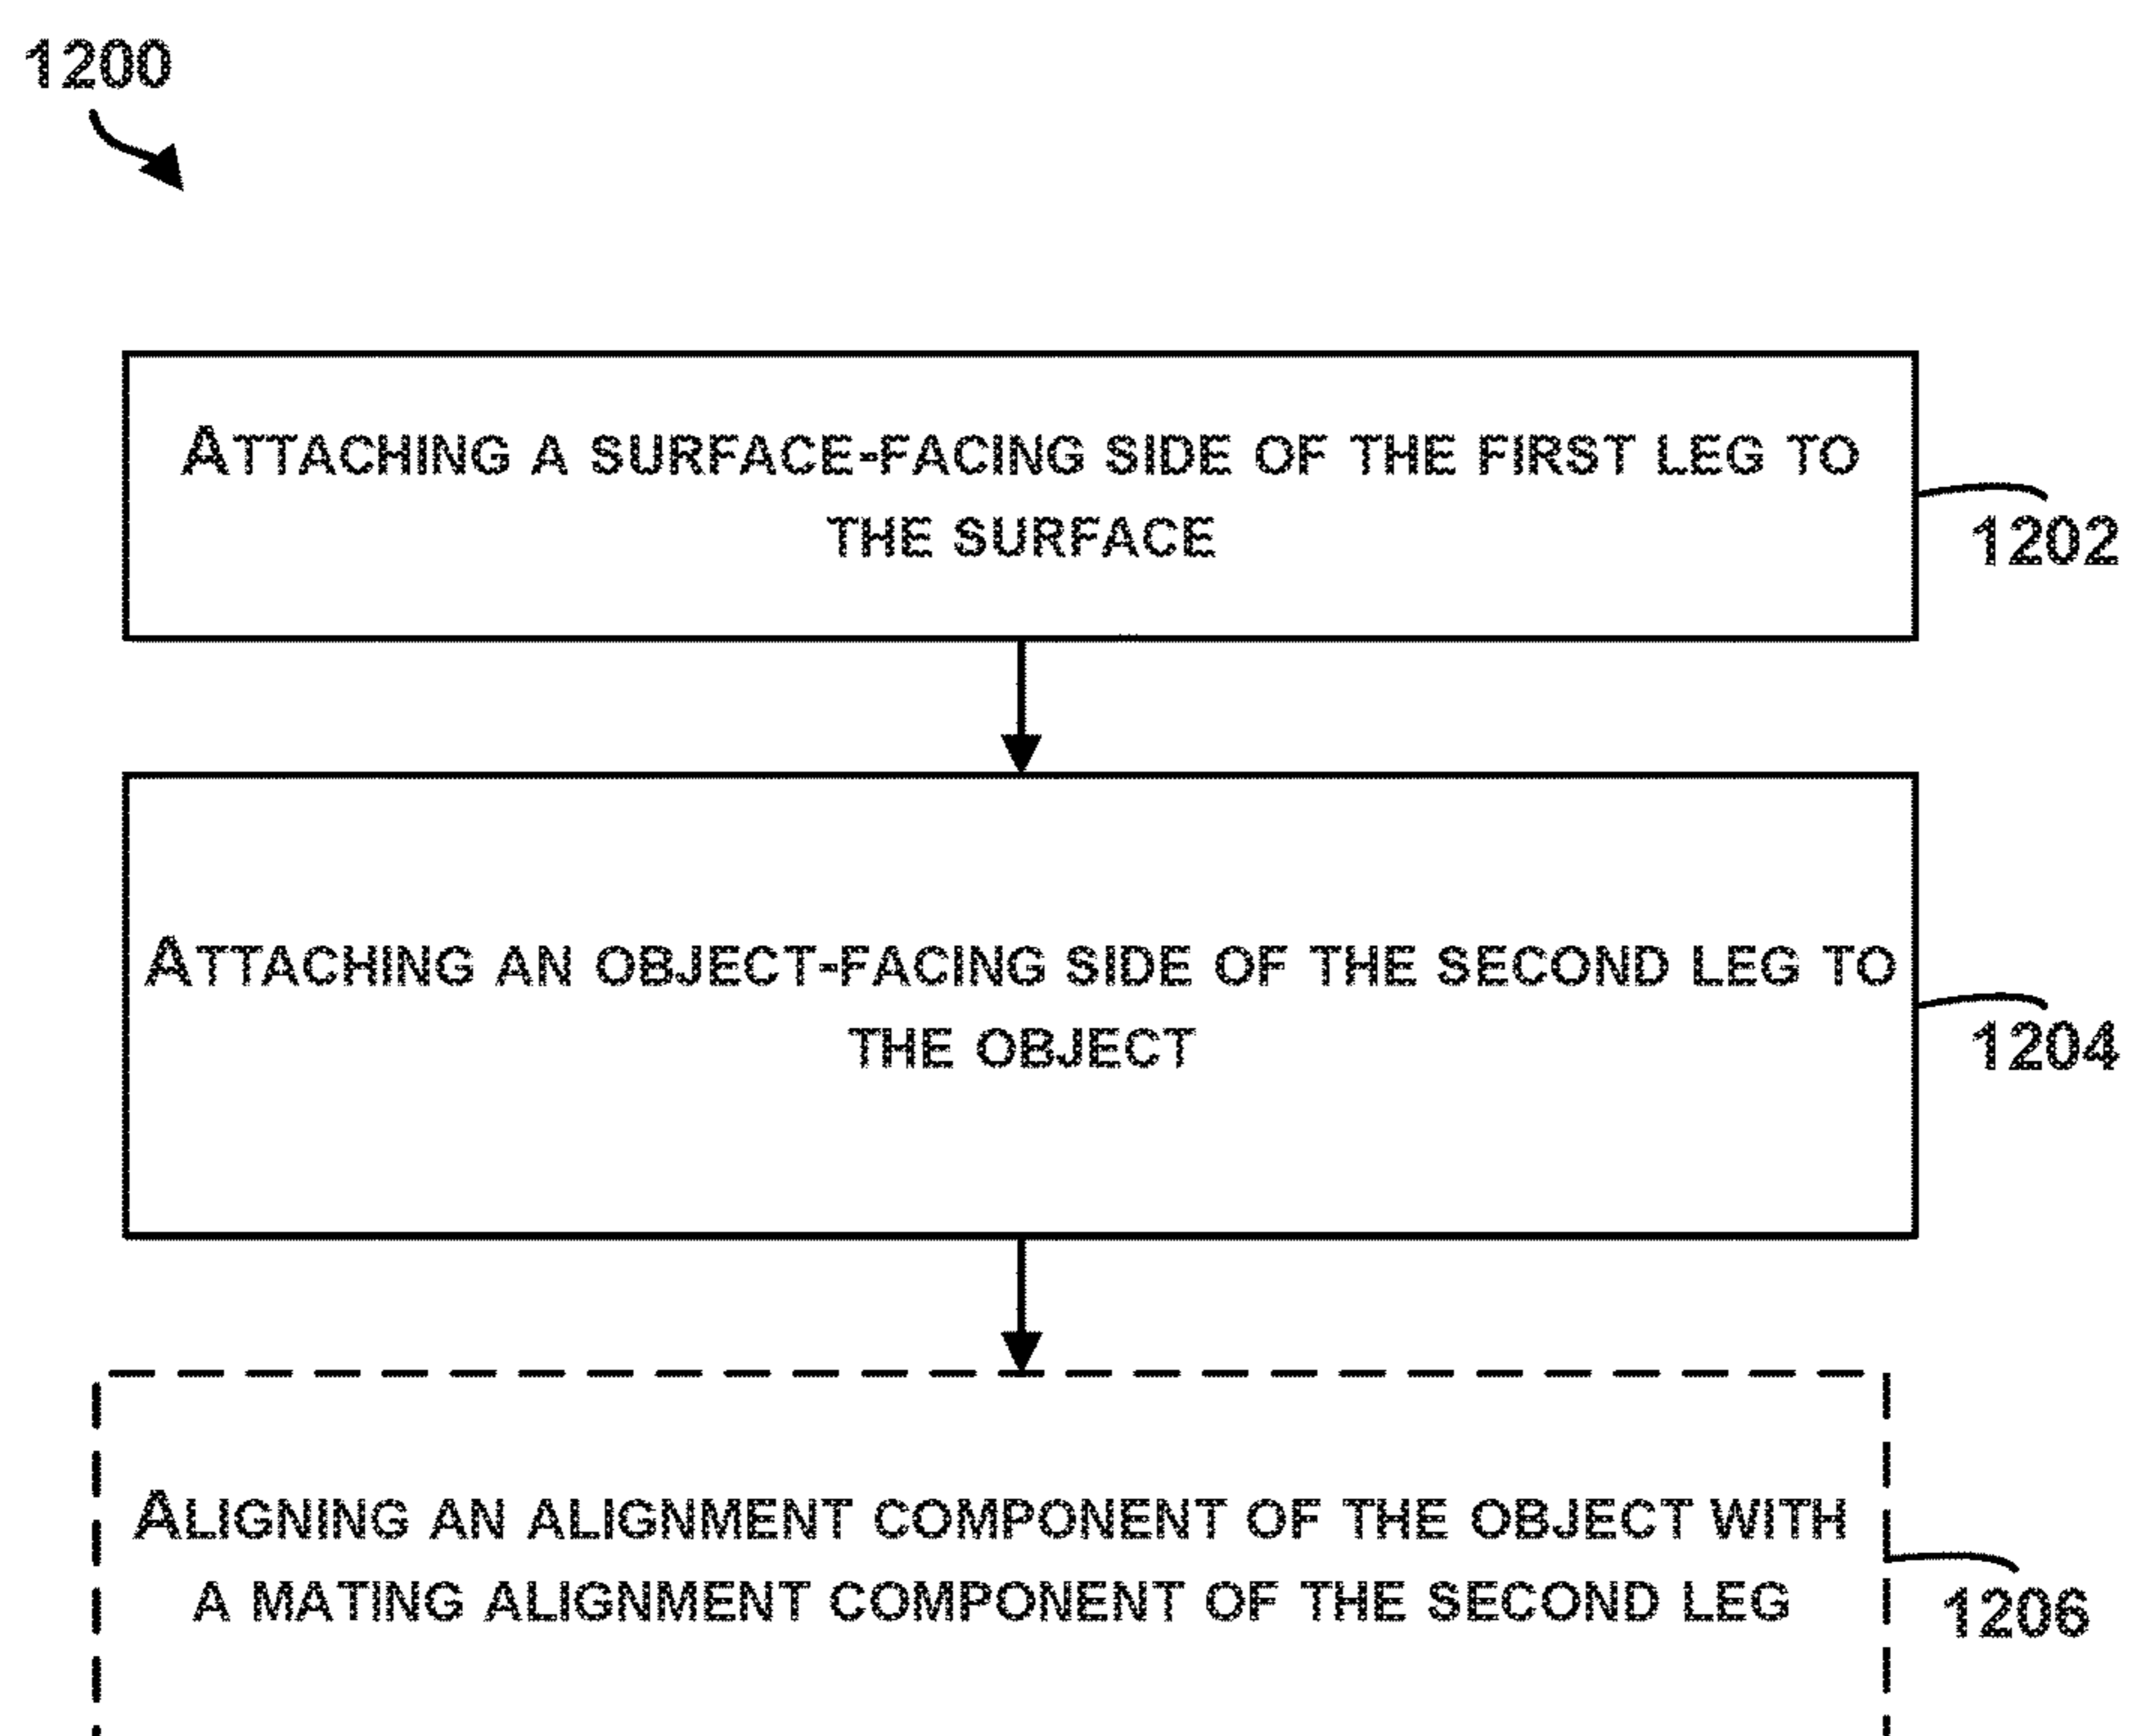 1200
ATTACHING A SURFACE-FACING SIDE OF THE FIRST LEG TO
THE SURFACE
1202
ATTACHING AN OBJECT-FACING SIDE OF THE SECOND LEG TO
THE OBJECT
1204
ALIGNING AN ALIGNMENT COMPONENT OF THE OBJECT WITH
A MATING ALIGNMENT COMPONENT OF THE SECOND LEG
1206